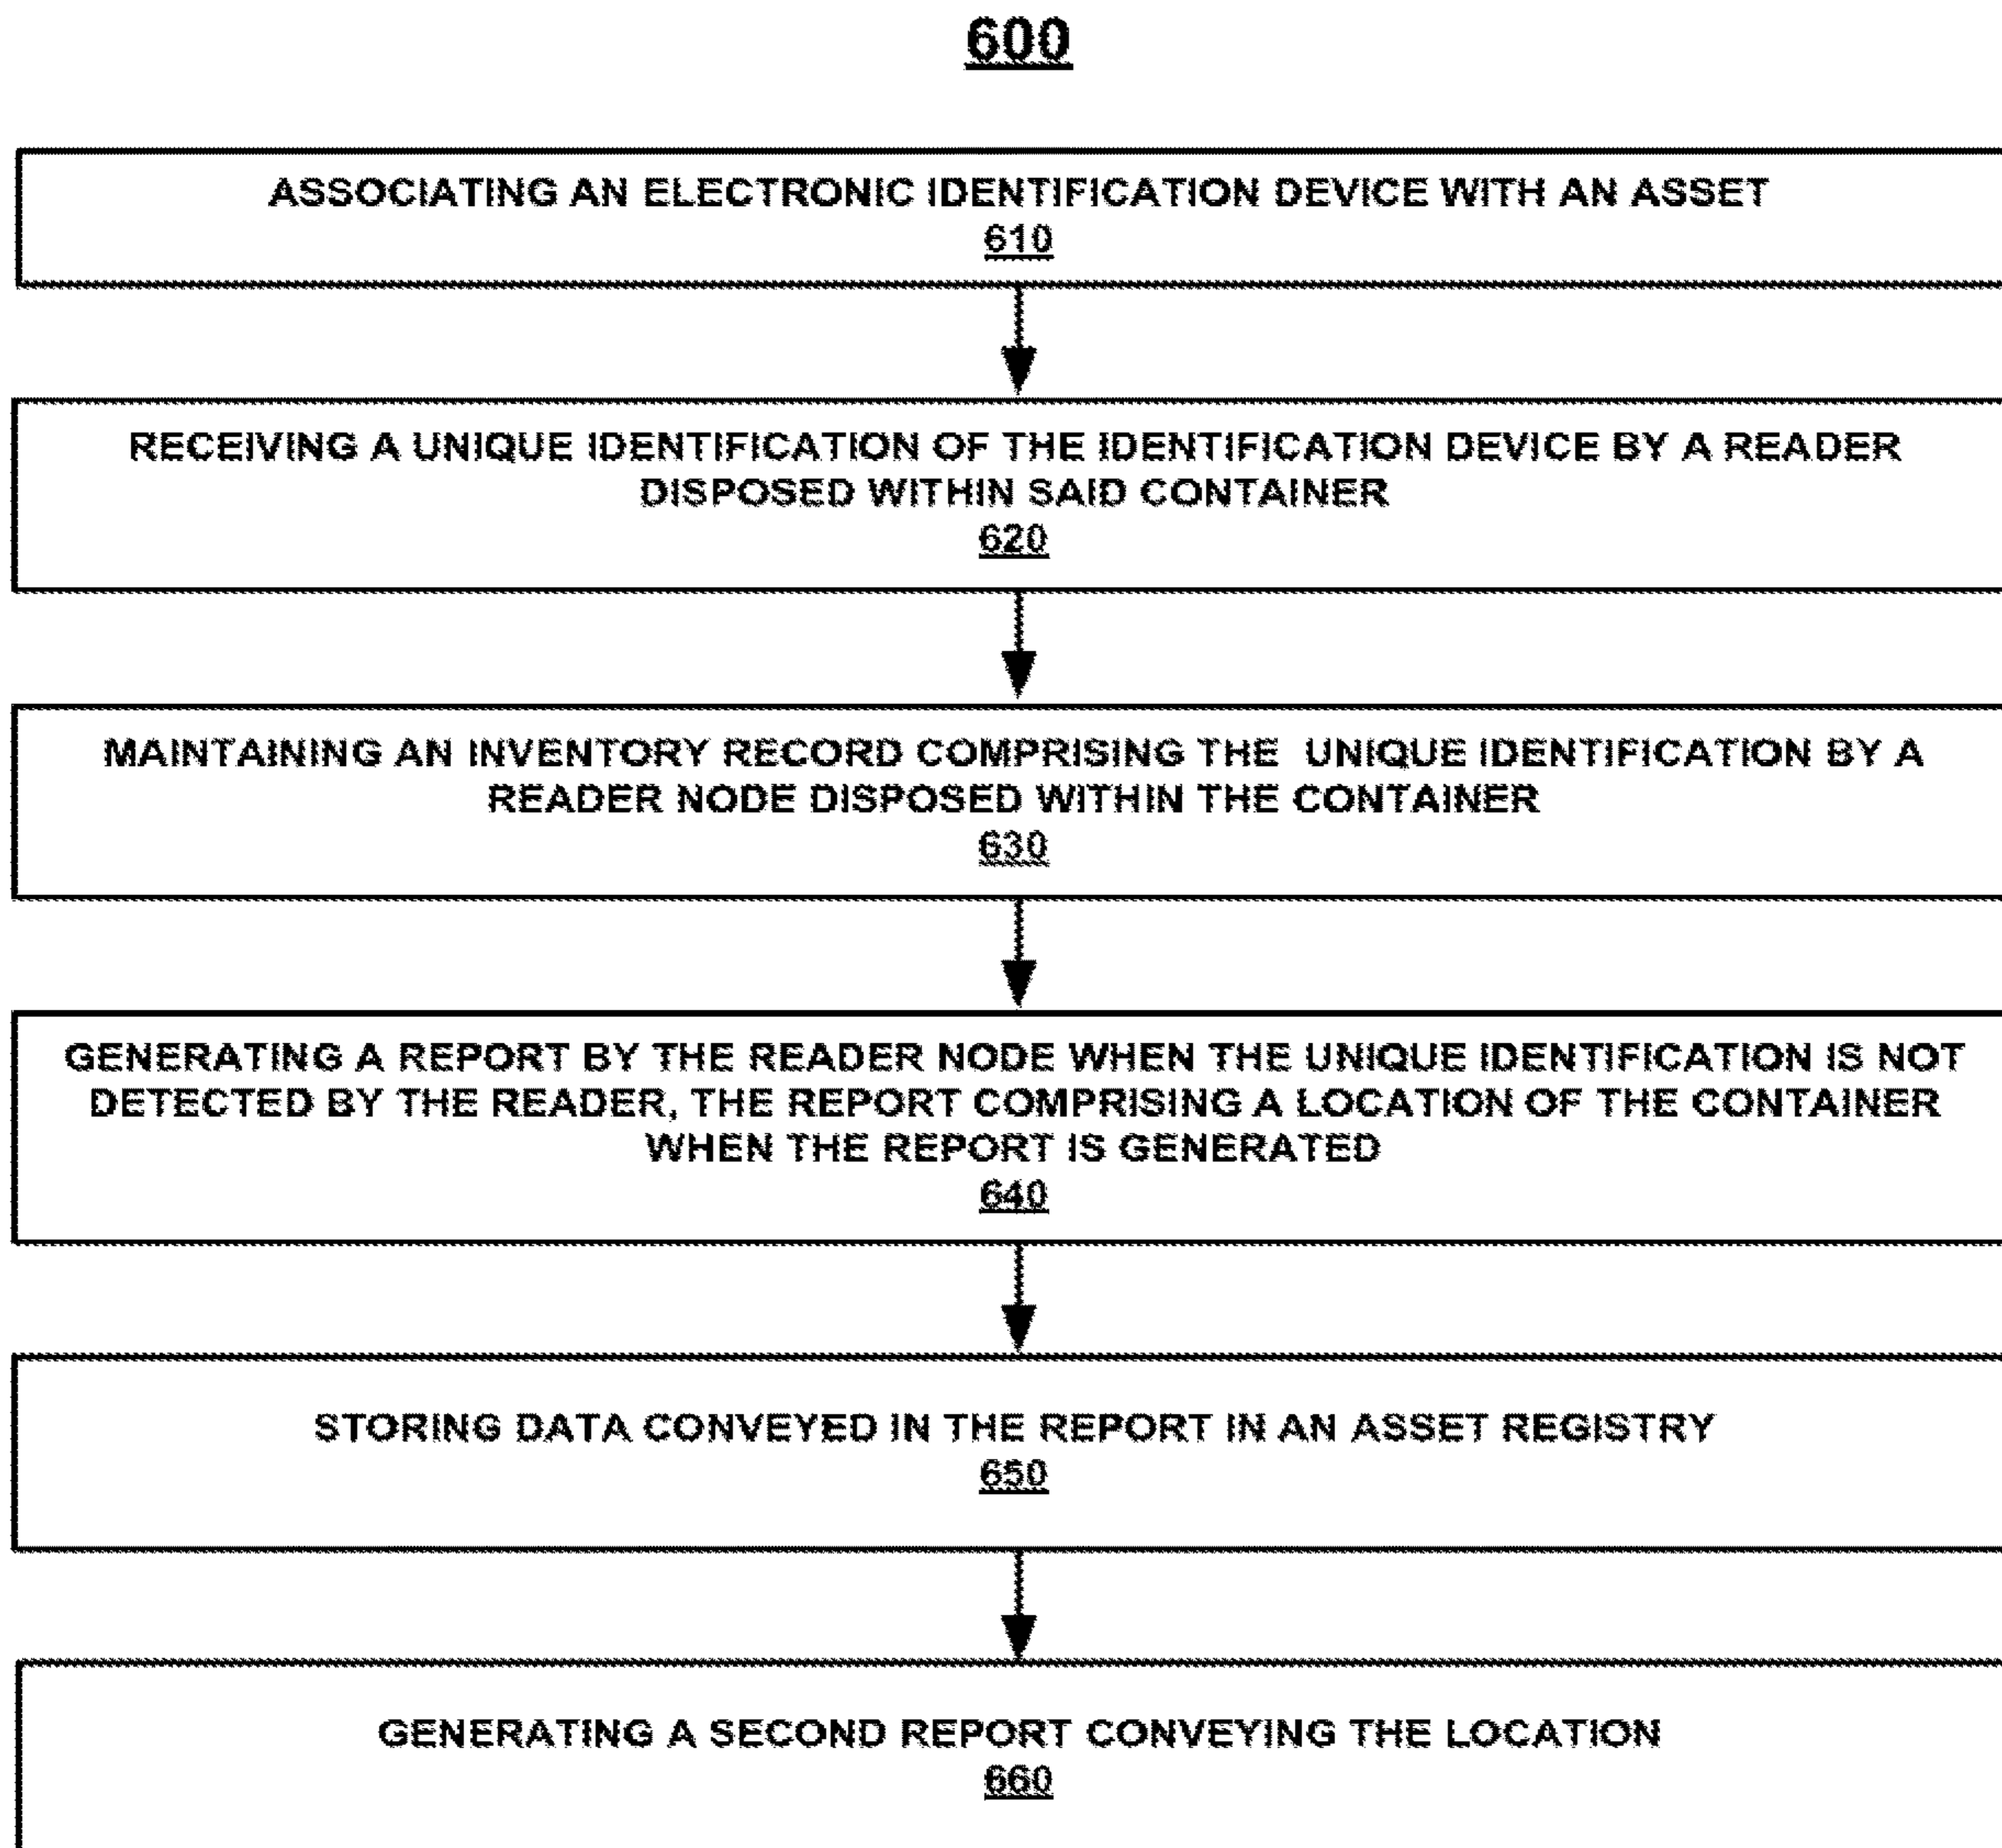 600
ASSOCIATING AN ELECTRONIC IDENTIFICATION DEVICE WITH AN ASSET
610
RECEIVING A UNIQUE IDENTIFICATION OF THE IDENTIFICATION DEVICE BY A READER
DISPOSED WITHIN SAID CONTAINER
620
MAINTAINING AN INVENTORY RECORD COMPRISING THE UNIQUE IDENTIFICATION BY A
READER NODE DISPOSED WITHIN THE CONTAINER
630
GENERATING A REPORT BY THE READER NODE WHEN THE UNIQUE IDENTIFICATION IS NOT
DETECTED BY THE READER, THE REPORT COMPRISING A LOCATION OF THE CONTAINER
WHEN THE REPORT IS GENERATED
640
STORING DATA CONVEYED IN THE REPORT IN AN ASSET REGISTRY
650
GENERATING A SECOND REPORT CONVEYING THE LOCATION
660